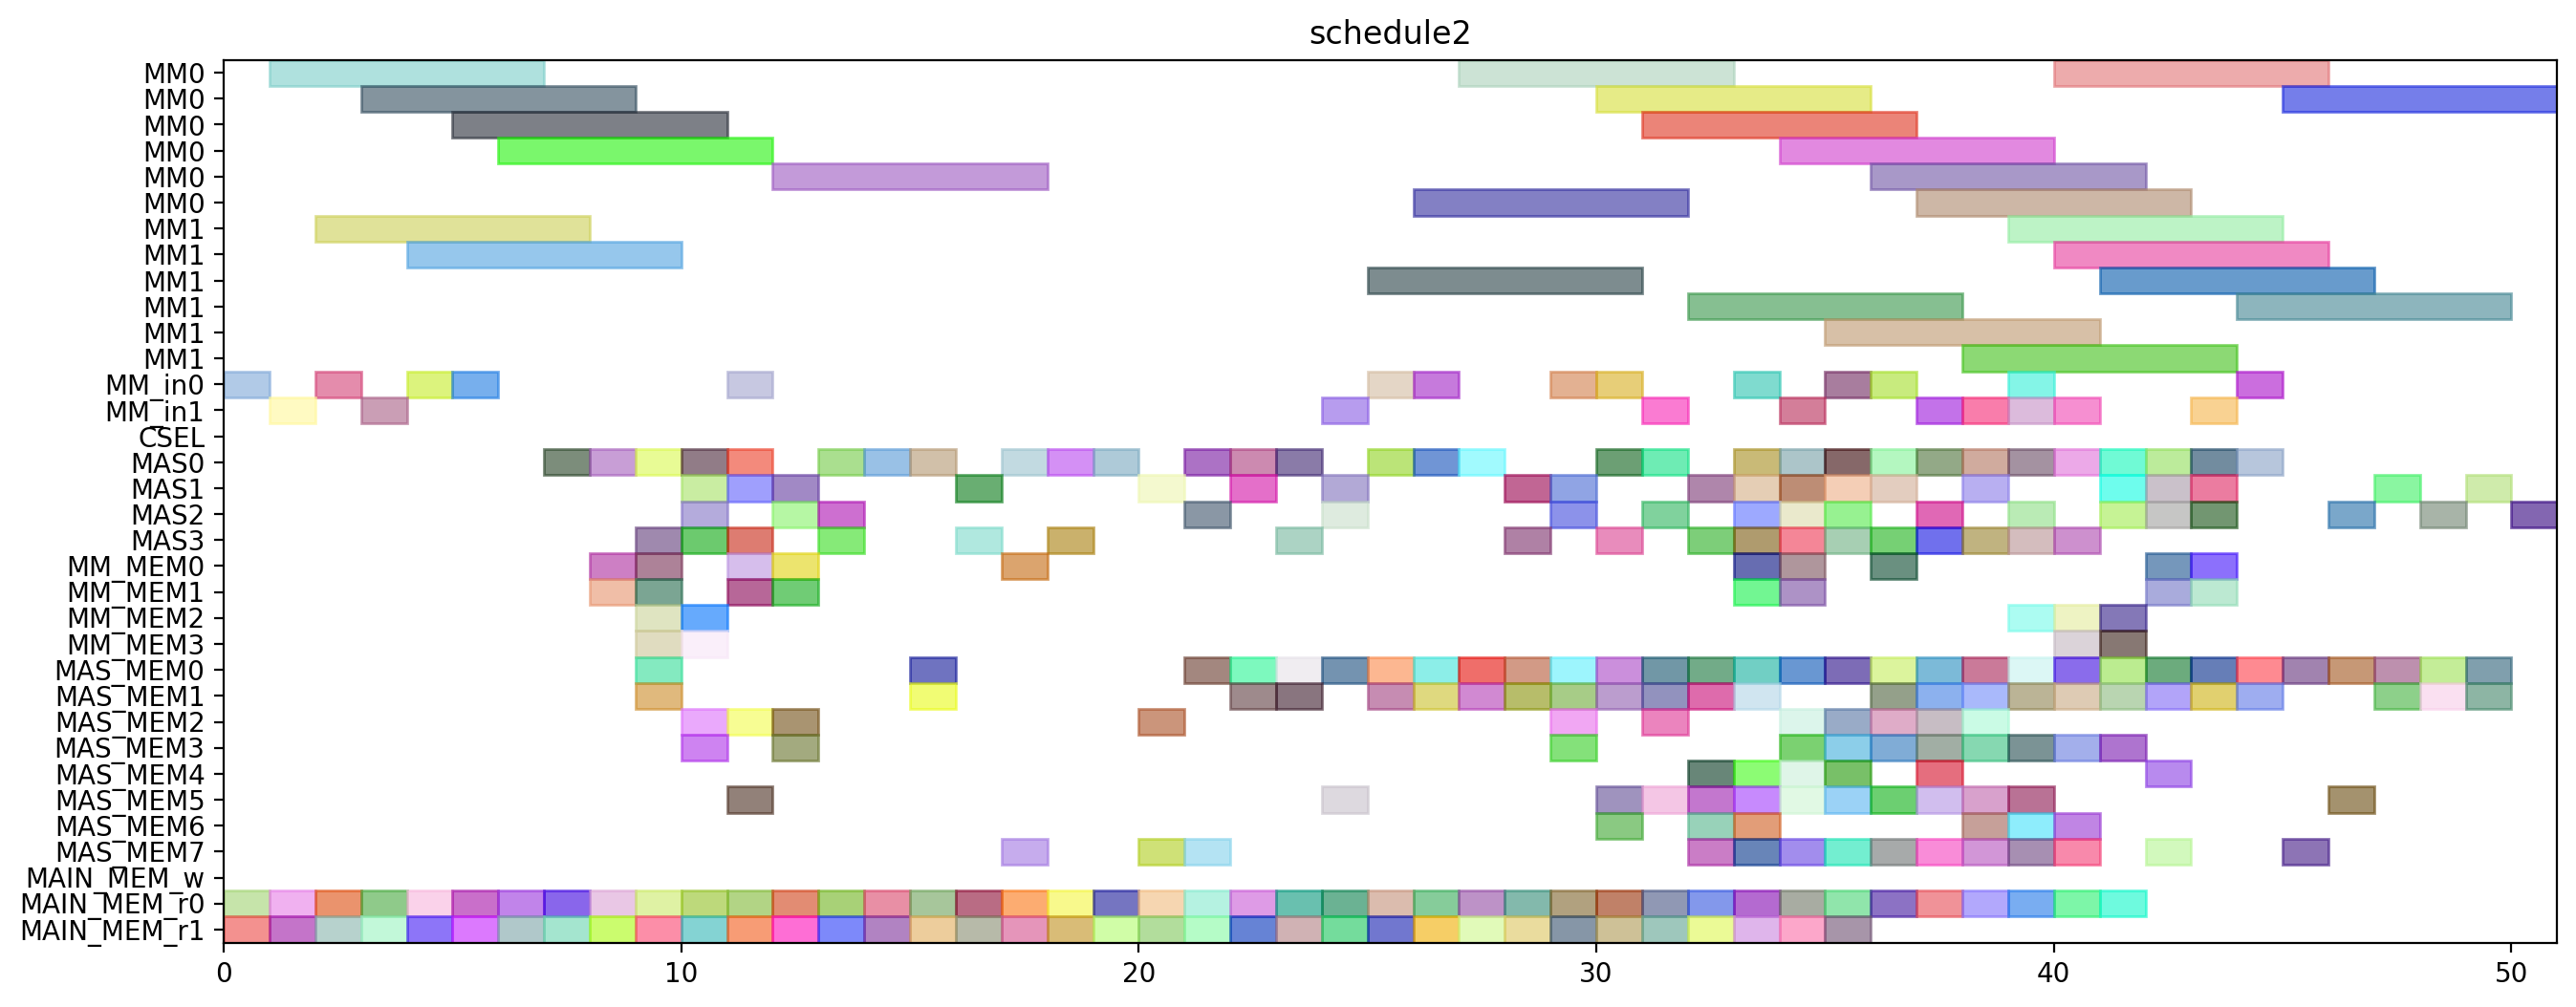 schedule2
MM0
MM0
MM0
MM0
MM0
MM0
MM1
MM1
MM1
MM1
MM1
MM1
MM_in0
MM_in1
CSEL
MAS0
MAS1
MAS2
MAS3
MM_MEM0
MM_MEM1
MM_MEM2
MM_MEM3
MAS_MEM0
MAS_MEM1
MAS_MEM2
MAS_MEM3
MAS_MEM4
MAS_MEM5
MAS_MEM6
MAS_MEM7
MAIN_MEM_w
MAIN_MEM_r0
MAIN_MEM_r1
0 10 20 30 40 50